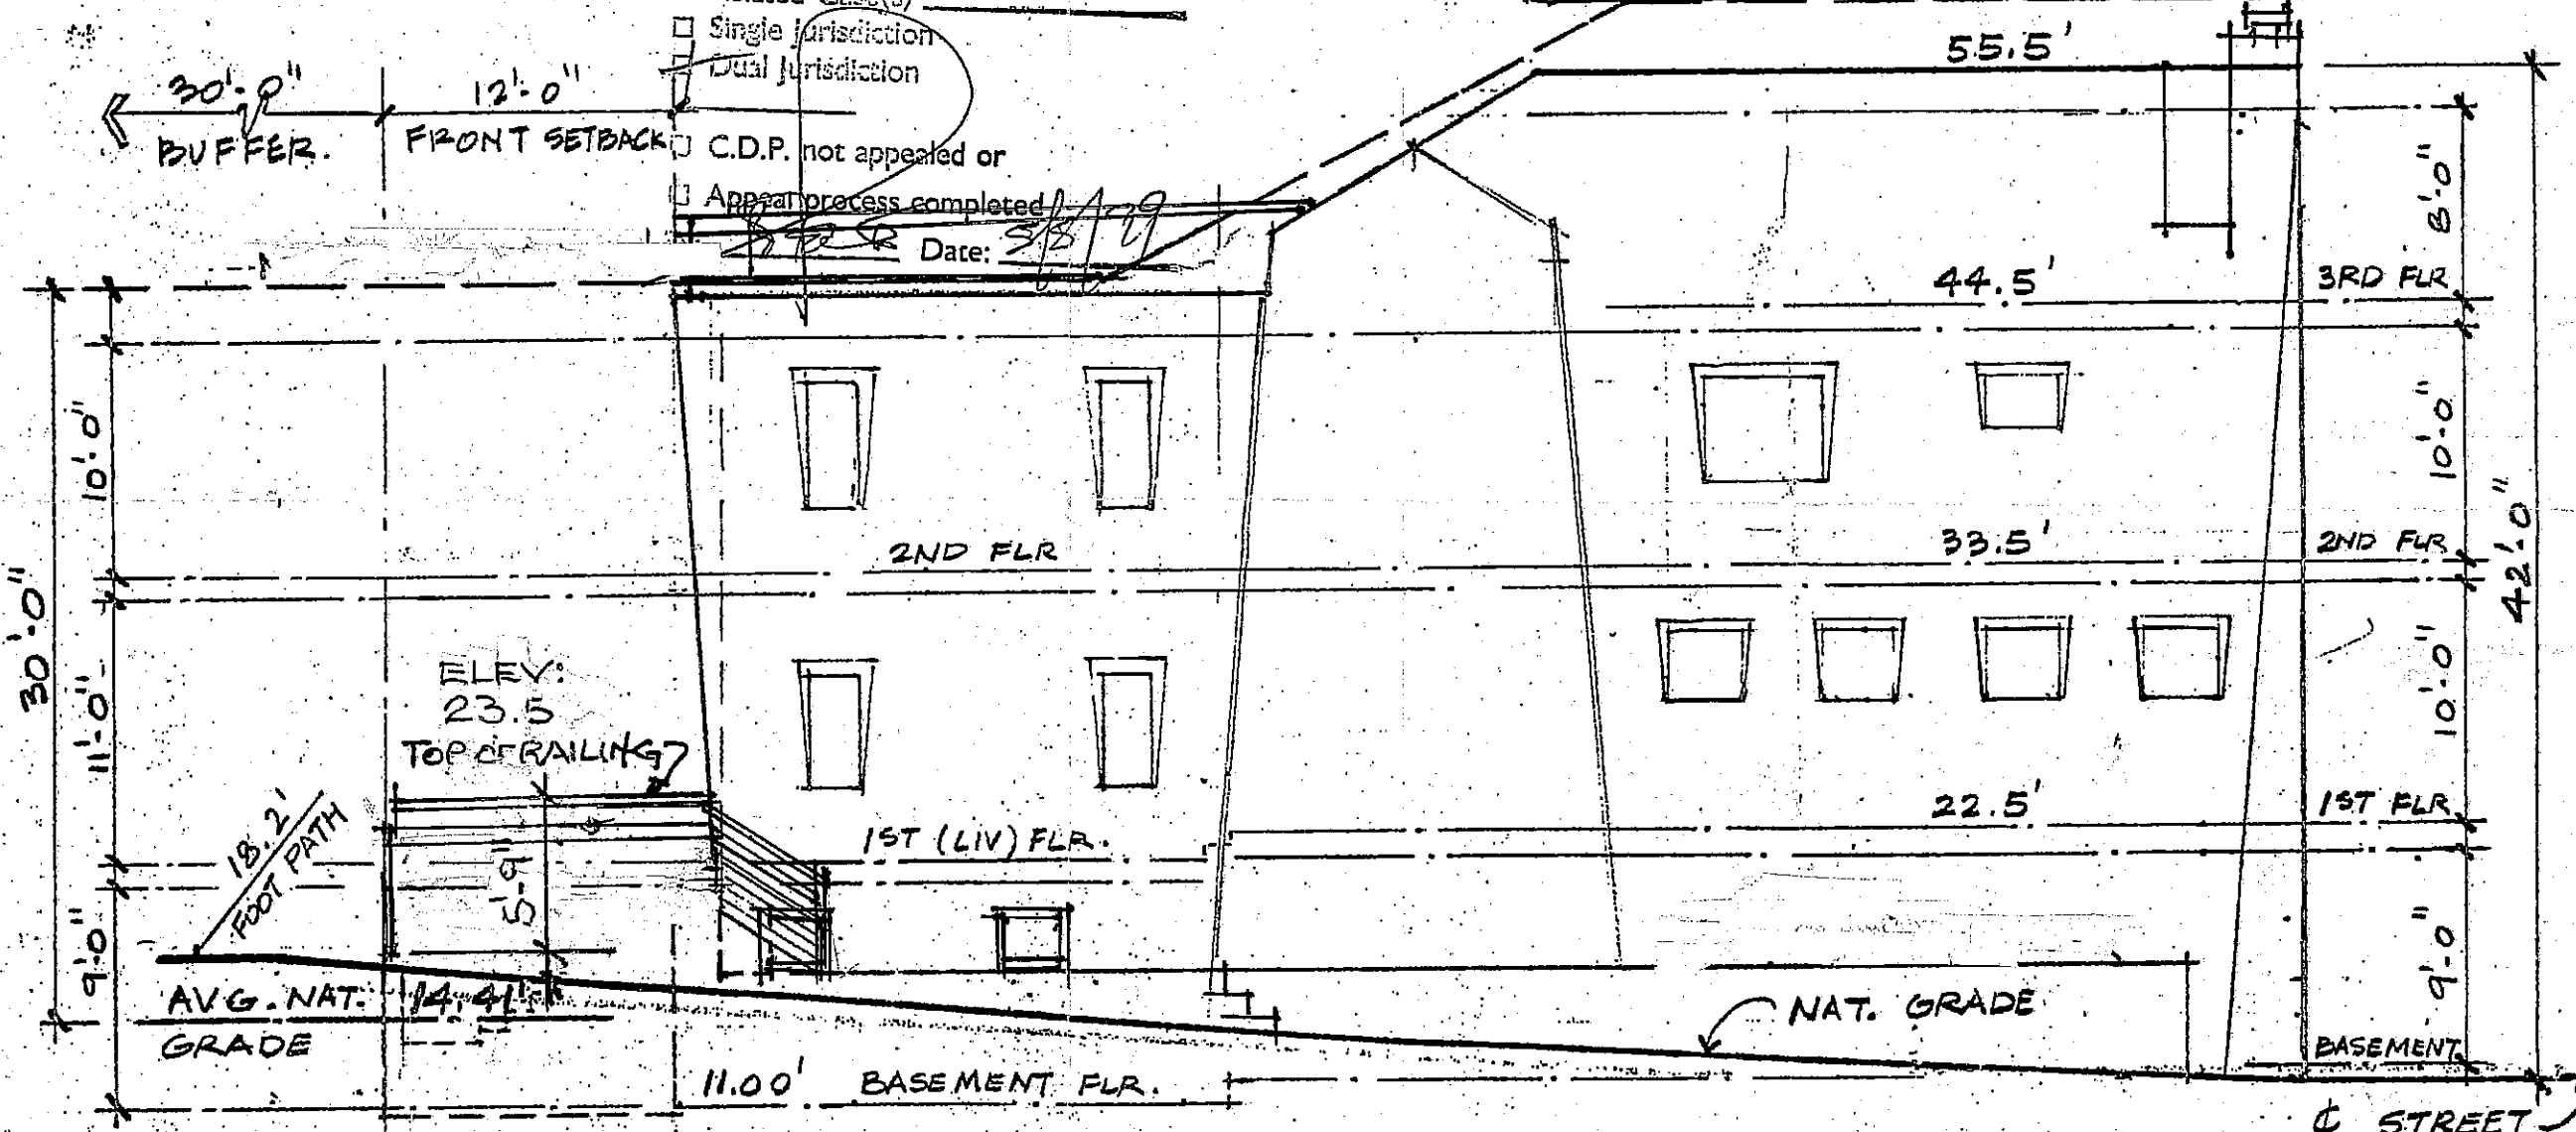 Single Jurisdiction
Dual Jurisdiction
C.D.P. not appealed or
Appeal process completed
Date: 5/8/99
30'-0"
BUFFER.
12'-0"
FRONT SETBACK
55.5'
8'-0"
44.5'
3RD FLR
10'-0"
10'-0"
42'-0"
2ND FLR
33.5'
2ND FLR
30'-0"
11'-0"
ELEV:
23.5
TOP OF RAILING
10'-0"
18.2'
FOOT PATH
5'-9"
1ST (LIV) FLR.
22.5'
1ST FLR
9'-0"
9'-0"
AVG. NAT. 14.41'
GRADE
NAT. GRADE
BASEMENT
11.00' BASEMENT FLR.
℄ STREET